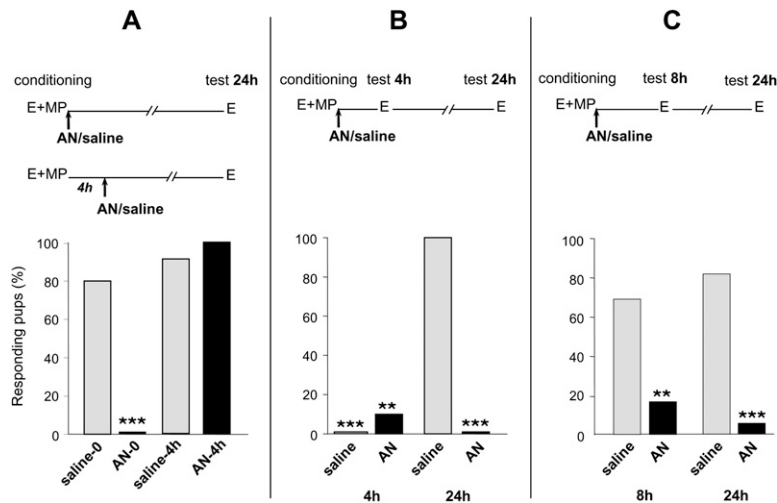 A
conditioning test 24h
E+MP E
AN/saline
E+MP 4h E
AN/saline
Responding pups (%)
100
80
60
40
20
0
***
saline-0 AN-0 saline-4h AN-4h
B
conditioning test 4h test 24h
E+MP E E
AN/saline
100
80
60
40
20
0
*** ** ***
saline AN saline AN
4h 24h
C
conditioning test 8h test 24h
E+MP E E
AN/saline
100
80
60
40
20
0
** ***
saline AN saline AN
8h 24h